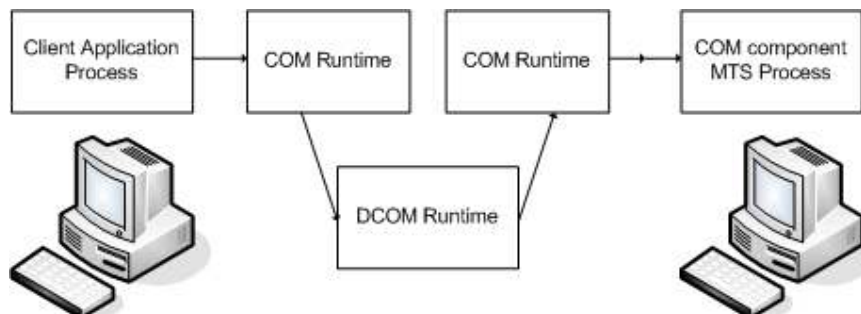 Client Application
Process
COM Runtime
COM Runtime
COM component
MTS Process
DCOM Runtime